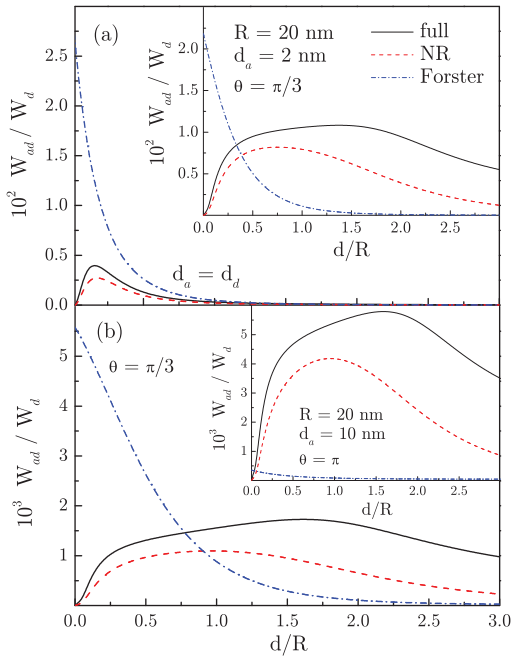 (a)
R = 20 nm
d_a = 2 nm
θ = π/3
full
NR
Forster
10^2 W_ad / W_d
2.0
1.5
1.0
0.5
0.0 0.5 1.0 1.5 2.0 2.5
d/R
10^2 W_ad / W_d
3.0
2.5
2.0
1.5
1.0
0.5
0.0
d_a = d_d
(b)
θ = π/3
10^3 W_ad / W_d
5
4
3
2
1
10^3 W_ad / W_d
5
4
3
2
1
R = 20 nm
d_a = 10 nm
θ = π
0.0 0.5 1.0 1.5 2.0 2.5
d/R
0.0 0.5 1.0 1.5 2.0 2.5 3.0
d/R